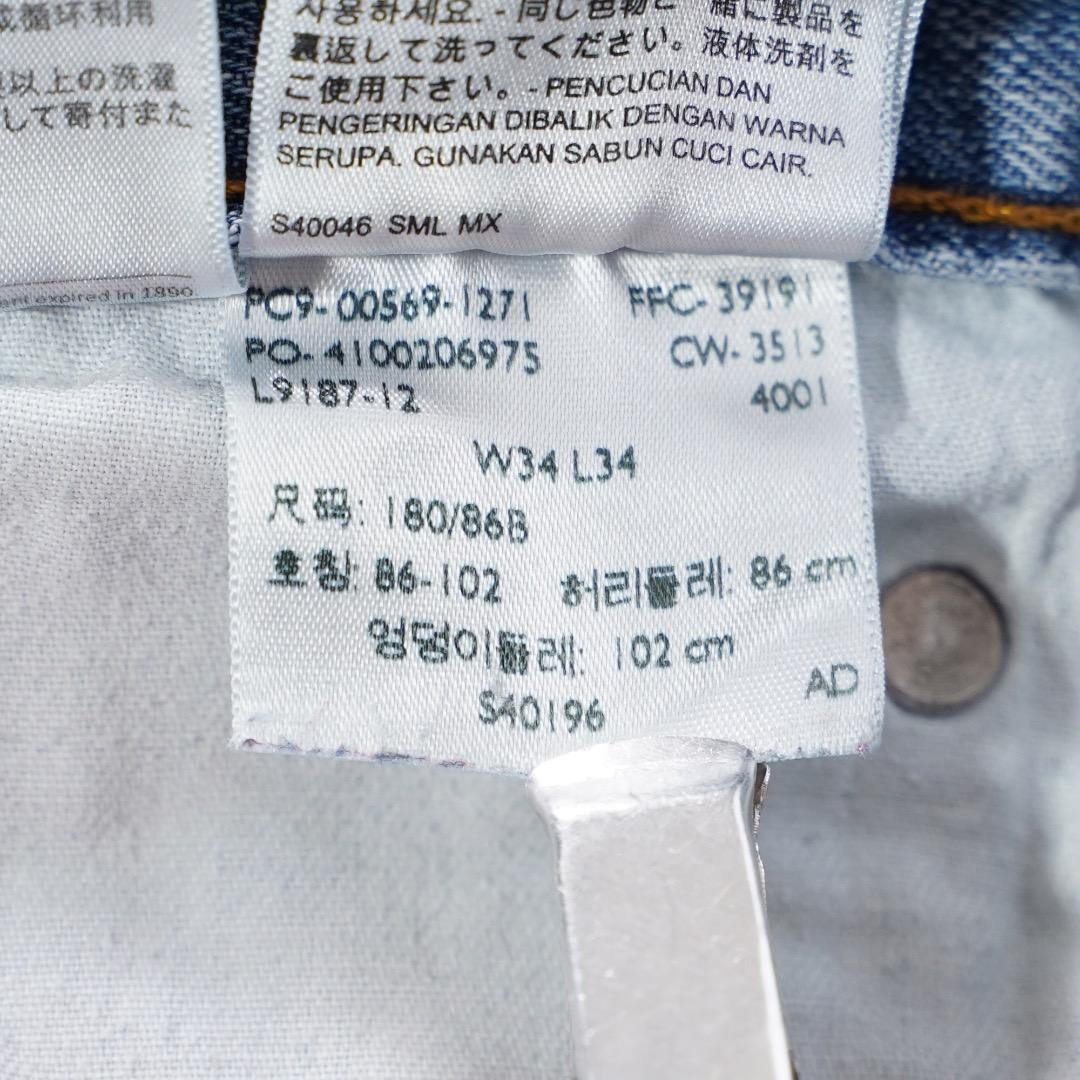 成循环利用
以上の洗濯
して寄付また
ent expired in 1890.
사용하세요. - 同じ色物と一緒に製品を
裏返して洗ってください。液体洗剤を
ご使用下さい。- PENCUCIAN DAN
PENGERINGAN DIBALIK DENGAN WARNA
SERUPA. GUNAKAN SABUN CUCI CAIR.
S40046 SML MX
PC9-00569-1271 FFC-39191
PO-4100206975 CW-3513
L9187-12 4001
W34 L34
尺码: 180/86B
호칭: 86-102 허리둘레: 86 cm
엉덩이둘레: 102 cm
S40196 AD